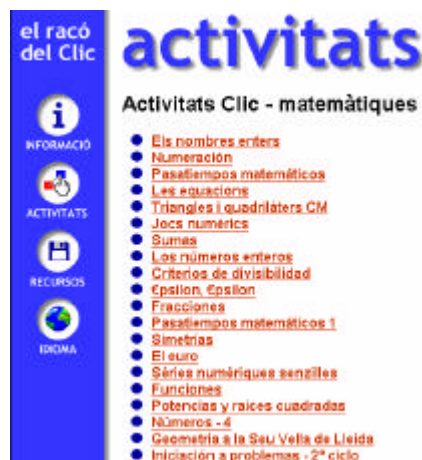 el racó
del Clic
activitats
INFORMACIÓ
ACTIVITATS
RECURSOS
IDIOMA
Activitats Clic - matemàtiques
Els nombres enters
Numeración
Pasatiempos matemáticos
Les equacions
Triangles i quadrilàters CM
Jocs numèrics
Sumas
Los números enteros
Criterios de divisibilidad
€psilon, €psilon
Fracciones
Pasatiempos matemáticos 1
Simetrías
El euro
Sèries numèriques senzilles
Funciones
Potencias y raíces cuadradas
Números - 4
Geometria a la Seu Vella de Lleida
Iniciación a problemas - 2º ciclo